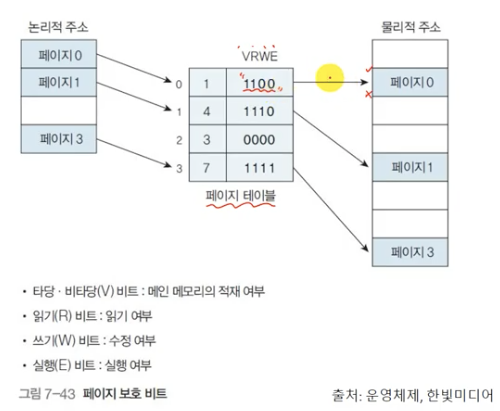 논리적 주소
물리적 주소
VRWE
페이지 0
페이지 1
페이지 3
0 1 1100
1 4 1110
2 3 0000
3 7 1111
페이지 테이블
페이지 0
페이지 1
페이지 3
• 타당 · 비타당(V) 비트 : 메인 메모리의 적재 여부
• 읽기(R) 비트 : 읽기 여부
• 쓰기(W) 비트 : 수정 여부
• 실행(E) 비트 : 실행 여부
그림 7-43 페이지 보호 비트
출처: 운영체제, 한빛미디어